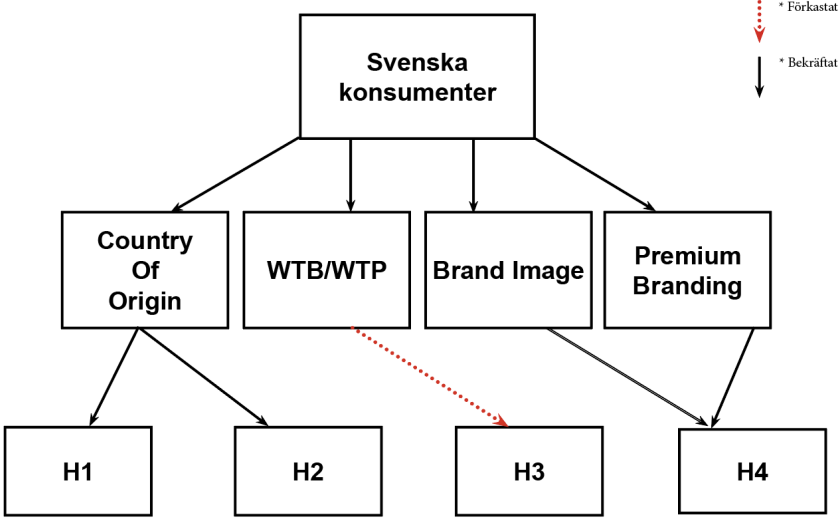 * Förkastat
* Bekräftat
Svenska
konsumenter
Country
Of
Origin
WTB/WTP
Brand Image
Premium
Branding
H1
H2
H3
H4